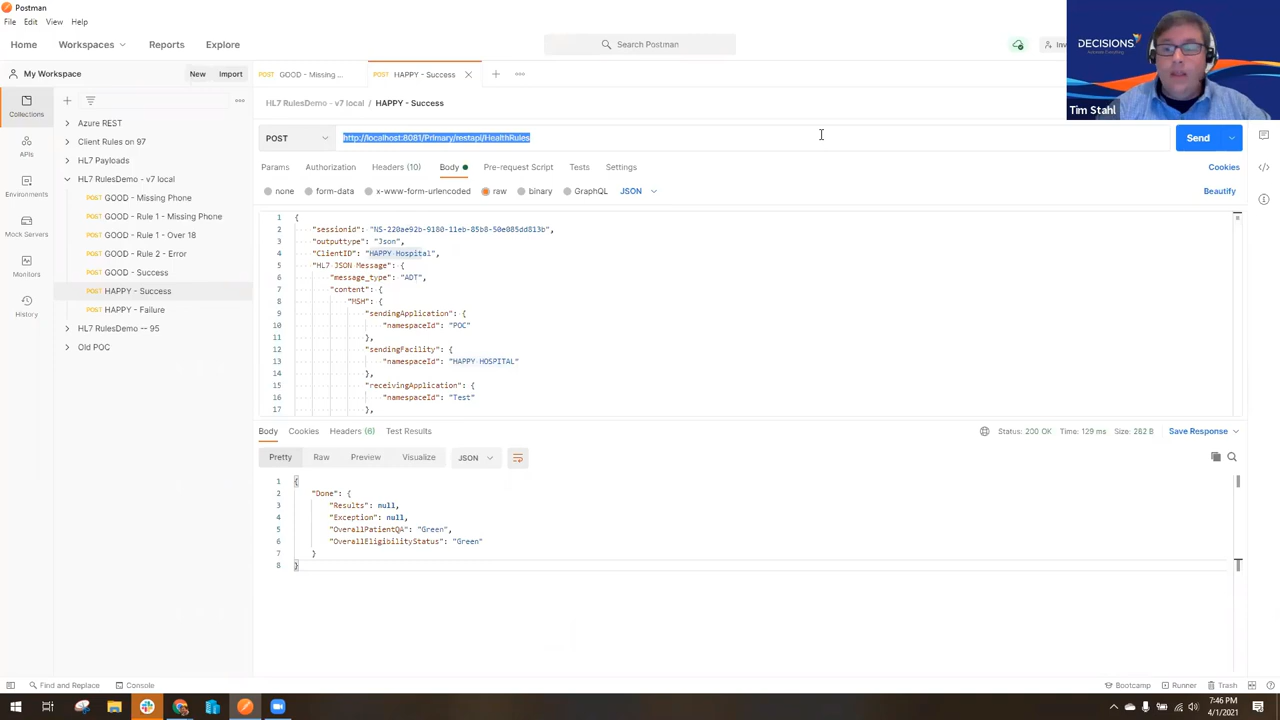 Postman
File Edit View Help
Home Workspaces Reports Explore
Search Postman
DECISIONS
Tim Stahl
My Workspace New Import
GOOD - Missing ...
HAPPY - Success
Collections
APIs
Environments
Mock Servers
Monitors
History
Azure REST
Client Rules on 97
HL7 Payloads
HL7 RulesDemo - v7 local
POST GOOD - Missing Phone
POST GOOD - Rule 1 - Missing Phone
POST GOOD - Rule 1 - Over 18
POST GOOD - Rule 2 - Error
POST GOOD - Success
POST HAPPY - Success
POST HAPPY - Failure
HL7 RulesDemo -- 95
Old POC
POST GOOD - Missing ... POST HAPPY - Success
HL7 RulesDemo - v7 local / HAPPY - Success
POST http://localhost:8081/Primary/restapi/HealthRules Send
Params Authorization Headers (10) Body Pre-request Script Tests Settings Cookies
none form-data x-www-form-urlencoded raw binary GraphQL JSON Beautify
1 {
2 "sessionid": "NS-220ae92b-9180-11eb-85b8-50e085dd813b",
3 "outputtype": "Json",
4 "ClientID": "HAPPY Hospital",
5 "HL7 JSON Message": {
6 "message_type": "ADT",
7 "content": {
8 "MSH": {
9 "sendingApplication": {
10 "namespaceId": "POC"
11 },
12 "sendingFacility": {
13 "namespaceId": "HAPPY HOSPITAL"
14 },
15 "receivingApplication": {
16 "namespaceId": "Test"
17 },
Body Cookies Headers (6) Test Results Status: 200 OK Time: 129 ms Size: 282 B Save Response
Pretty Raw Preview Visualize JSON
1 {
2 "Done": {
3 "Results": null,
4 "Exception": null,
5 "OverallPatientQA": "Green",
6 "OverallEligibilityStatus": "Green"
7 }
8 }
Find and Replace Console Bootcamp Runner Trash
7:46 PM
4/1/2021